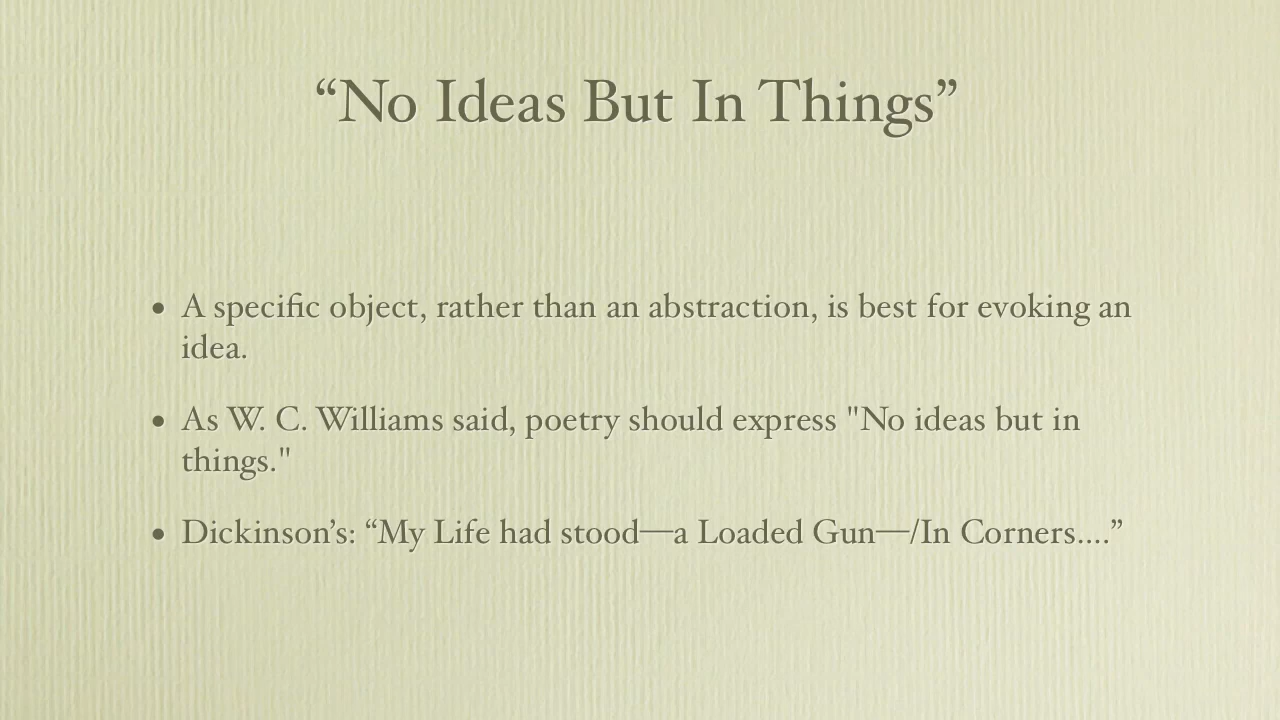 “No Ideas But In Things”
• A specific object, rather than an abstraction, is best for evoking an
idea.
• As W. C. Williams said, poetry should express "No ideas but in
things."
• Dickinson’s: “My Life had stood—a Loaded Gun—/In Corners....”